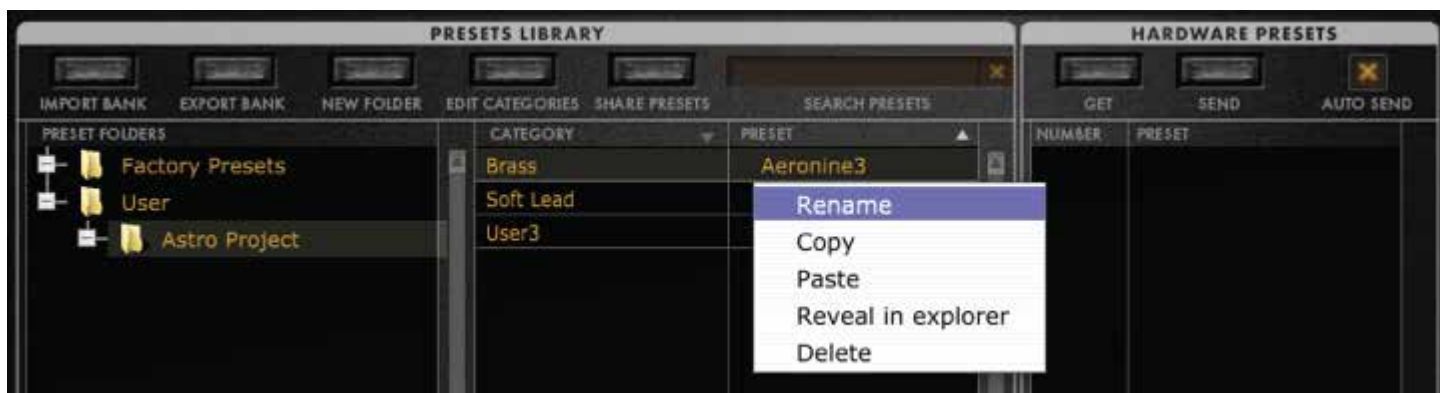 PRESETS LIBRARY
HARDWARE PRESETS
IMPORT BANK EXPORT BANK NEW FOLDER EDIT CATEGORIES SHARE PRESETS SEARCH PRESETS GET SEND AUTO SEND
PRESET FOLDERS CATEGORY PRESET NUMBER PRESET
Factory Presets Brass Aeronine3
User Soft Lead
Astro Project User3
Rename
Copy
Paste
Reveal in explorer
Delete